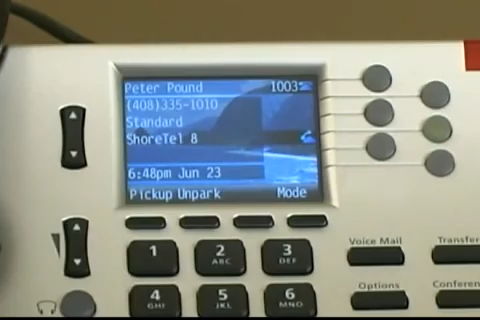 Peter Pound 1003
(408)335-1010
Standard
ShoreTel 8
6:48pm Jun 23
Pickup Unpark Mode
1
2 ABC
3 DEF
Voice Mail
Transfer
4 GHI
5 JKL
6 MNO
Options